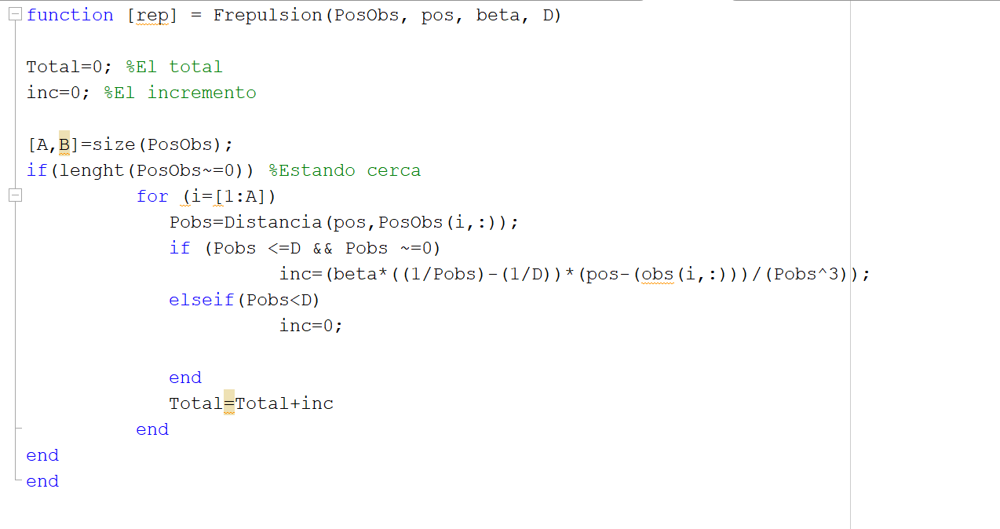 function [rep] = Frepulsion(PosObs, pos, beta, D)
Total=0; %El total
inc=0; %El incremento
[A,B]=size(PosObs);
if(lenght(PosObs~=0)) %Estando cerca
for (i=[1:A])
Pobs=Distancia(pos,PosObs(i,:));
if (Pobs <=D && Pobs ~=0)
inc=(beta*((1/Pobs)-(1/D))*(pos-(obs(i,:)))/(Pobs^3));
elseif(Pobs<D)
inc=0;
end
Total=Total+inc
end
end
end